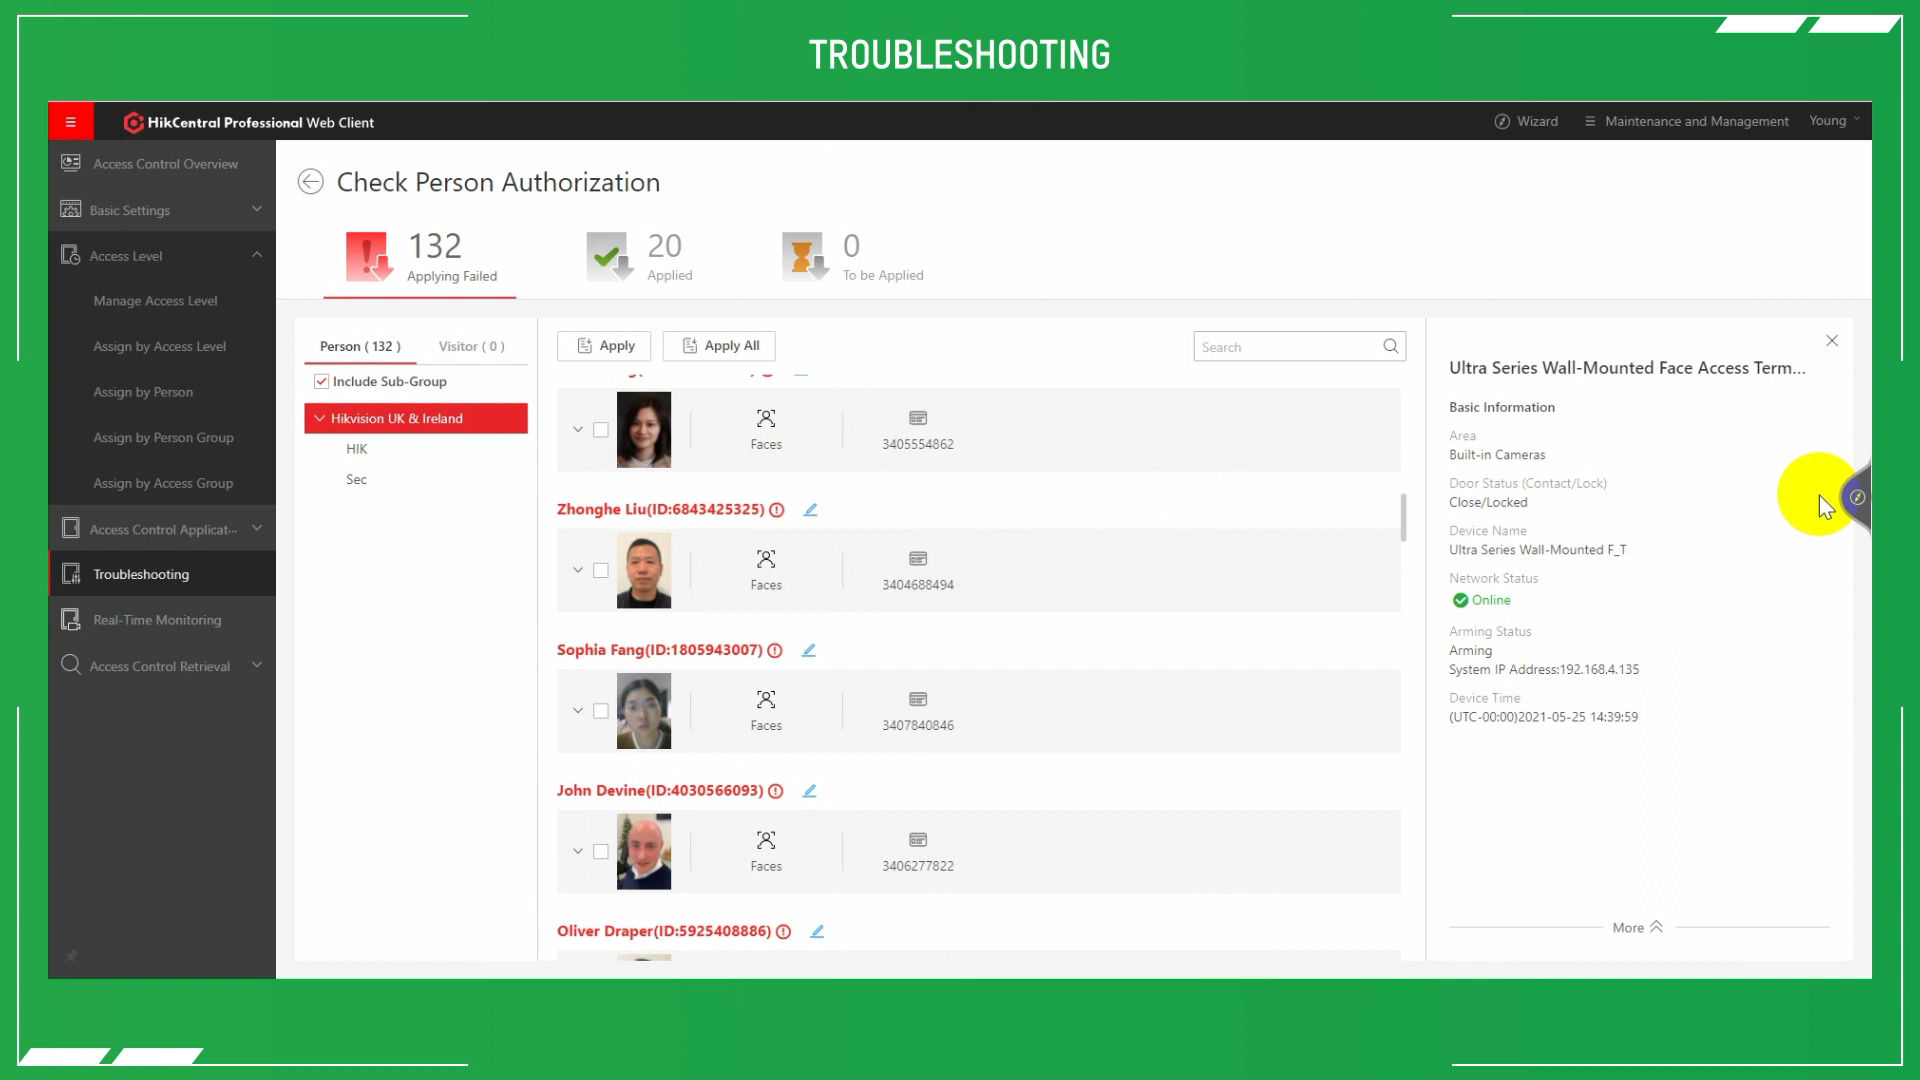 TROUBLESHOOTING
HikCentral Professional Web Client
Wizard
Maintenance and Management
Young
Access Control Overview
Basic Settings
Access Level
Manage Access Level
Assign by Access Level
Assign by Person
Assign by Person Group
Assign by Access Group
Access Control Applicat...
Troubleshooting
Real-Time Monitoring
Access Control Retrieval
Check Person Authorization
132
Applying Failed
20
Applied
0
To be Applied
Person ( 132 )
Visitor ( 0 )
Include Sub-Group
Hikvision UK & Ireland
HIK
Sec
Apply
Apply All
Search
Faces
3405554862
Zhonghe Liu(ID:6843425325)
Faces
3404688494
Sophia Fang(ID:1805943007)
Faces
3407840846
John Devine(ID:4030566093)
Faces
3406277822
Oliver Draper(ID:5925408886)
Ultra Series Wall-Mounted Face Access Term...
Basic Information
Area
Built-in Cameras
Door Status (Contact/Lock)
Close/Locked
Device Name
Ultra Series Wall-Mounted F_T
Network Status
Online
Arming Status
Arming
System IP Address:192.168.4.135
Device Time
(UTC-00:00)2021-05-25 14:39:59
More